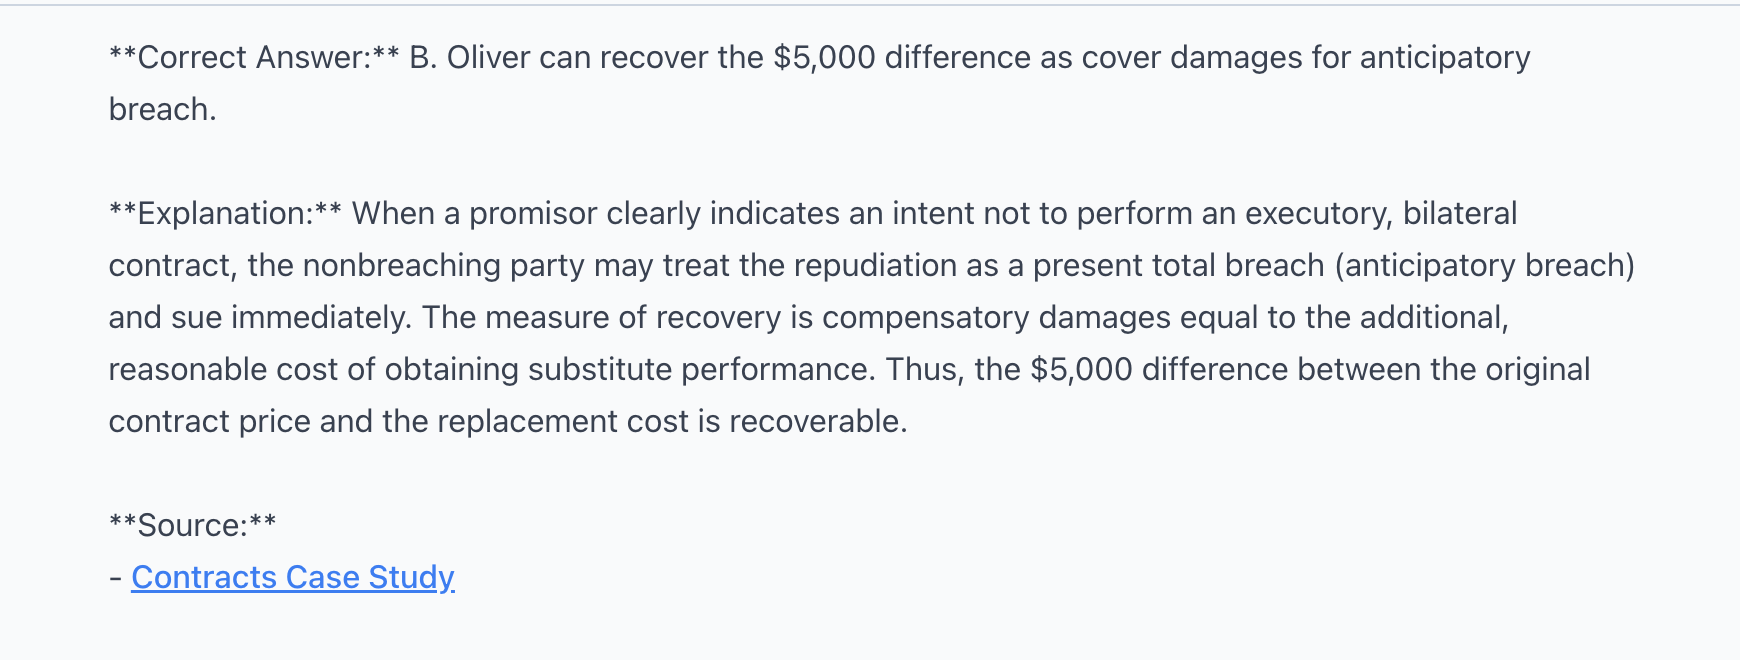 **Correct Answer:** B. Oliver can recover the $5,000 difference as cover damages for anticipatory
breach.
**Explanation:** When a promisor clearly indicates an intent not to perform an executory, bilateral
contract, the nonbreaching party may treat the repudiation as a present total breach (anticipatory breach)
and sue immediately. The measure of recovery is compensatory damages equal to the additional,
reasonable cost of obtaining substitute performance. Thus, the $5,000 difference between the original
contract price and the replacement cost is recoverable.
**Source:**
- Contracts Case Study